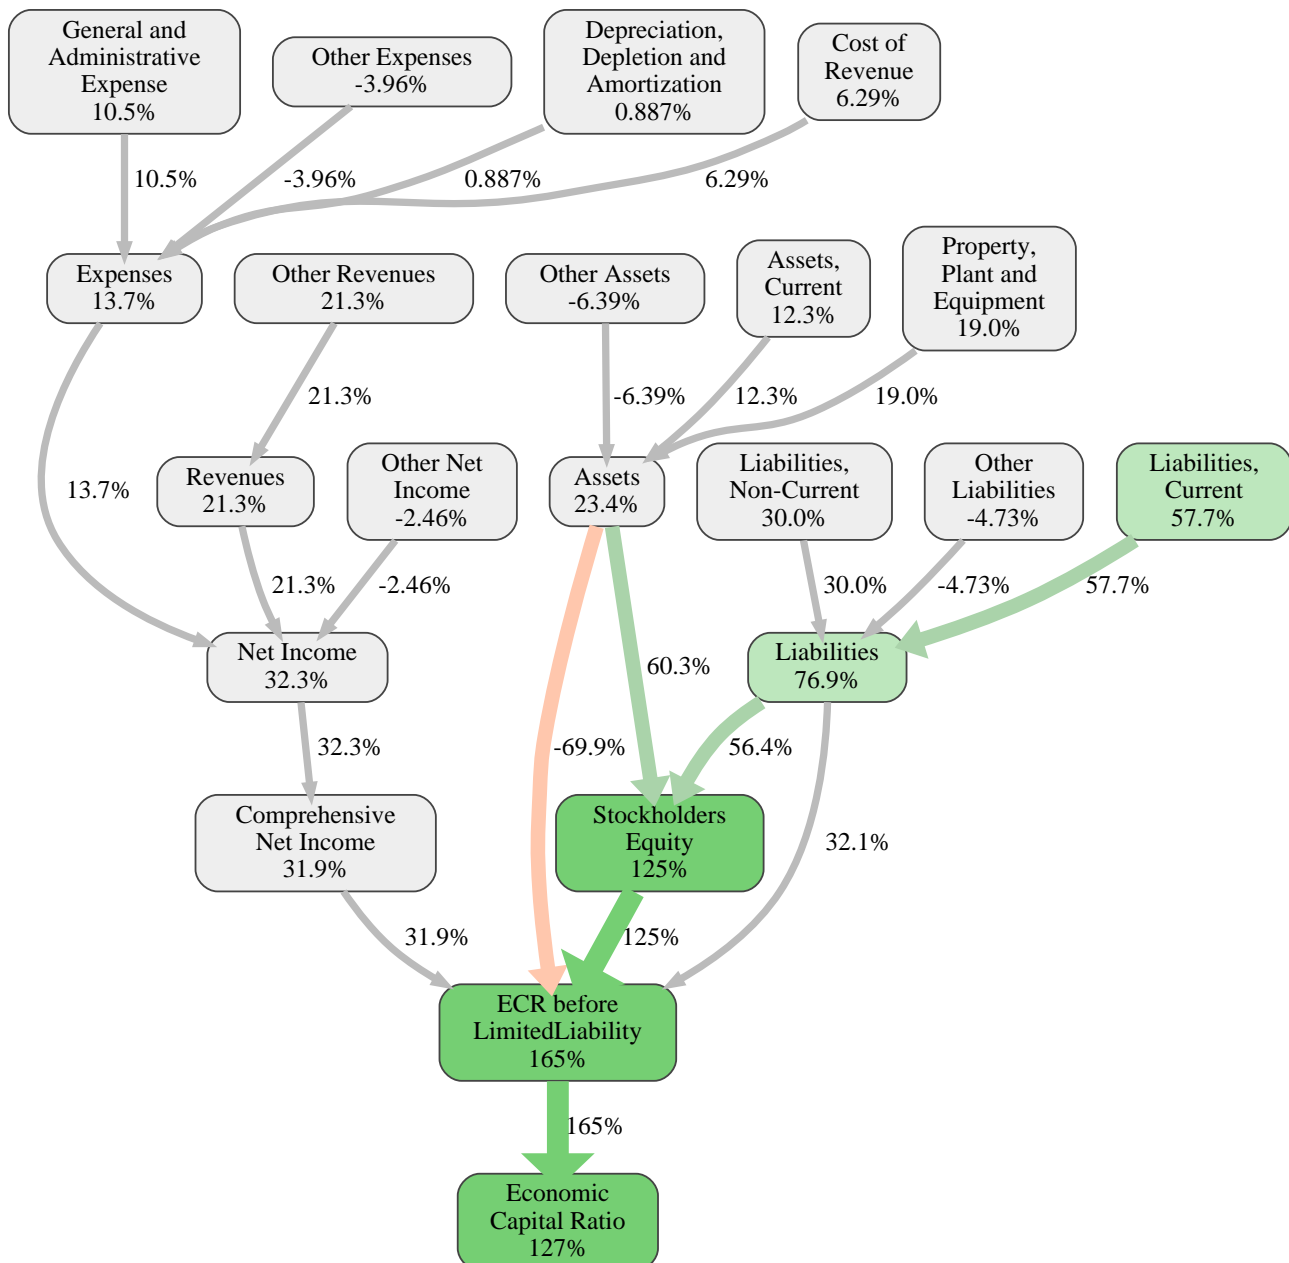 General and
Administrative
Expense
10.5%
Other Expenses
-3.96%
Depreciation,
Depletion and
Amortization
0.887%
Cost of
Revenue
6.29%
10.5%
-3.96%
0.887%
6.29%
Expenses
13.7%
Other Revenues
21.3%
Other Assets
-6.39%
Assets,
Current
12.3%
Property,
Plant and
Equipment
19.0%
21.3%
-6.39%
12.3%
19.0%
13.7%
Revenues
21.3%
Other Net
Income
-2.46%
Assets
23.4%
Liabilities,
Non-Current
30.0%
Other
Liabilities
-4.73%
Liabilities,
Current
57.7%
21.3%
-2.46%
30.0%
-4.73%
57.7%
Net Income
32.3%
60.3%
Liabilities
76.9%
32.3%
-69.9%
56.4%
Comprehensive
Net Income
31.9%
Stockholders
Equity
125%
32.1%
31.9%
125%
ECR before
LimitedLiability
165%
165%
Economic
Capital Ratio
127%